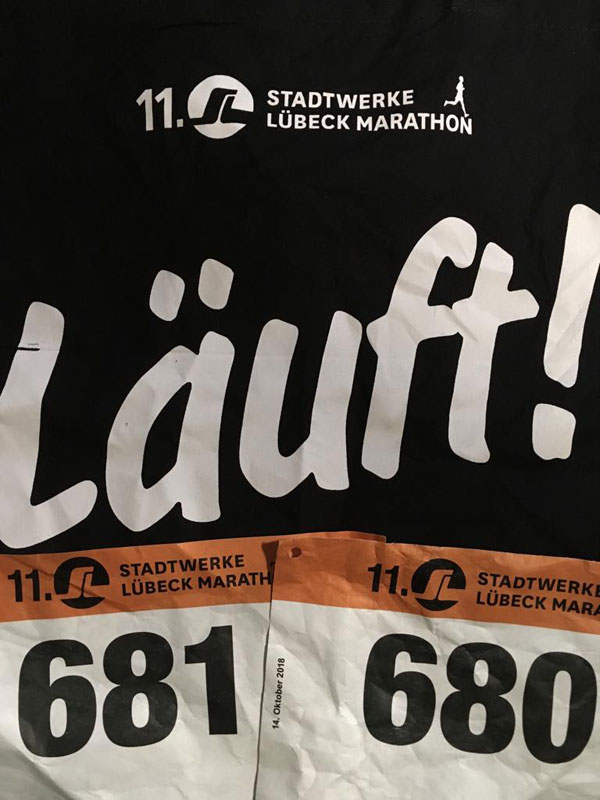 11. STADTWERKE
LÜBECK MARATHON
Läuft!
11. STADTWERKE
LÜBECK MARATH
681
11. STADTWERKE
LÜBECK MARA
14. Oktober 2018
680